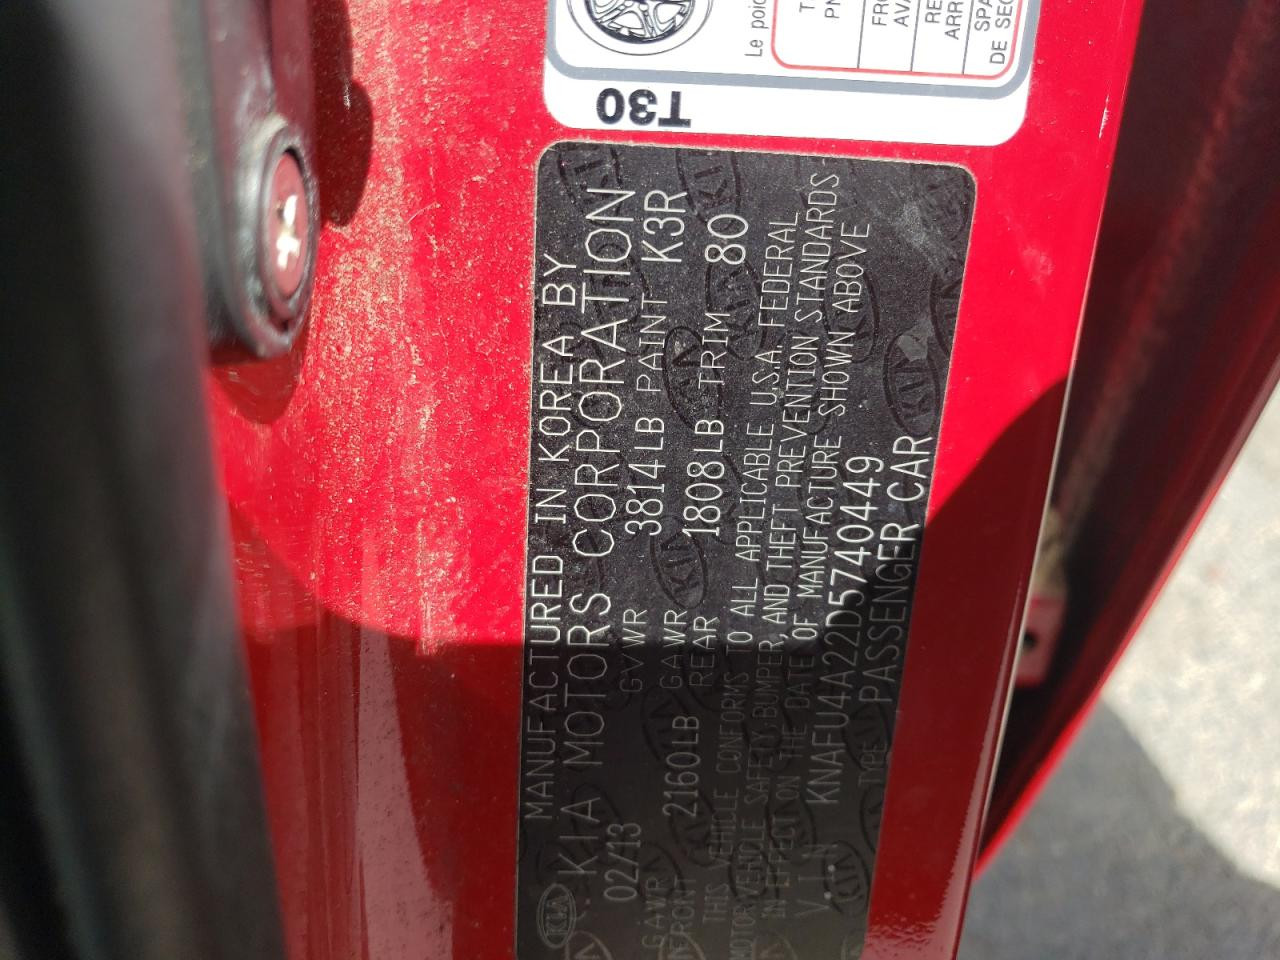 MANUFACTURED IN KOREA BY
KIA MOTORS CORPORATION
02/13 GVWR 3814LB PAINT K3R
GAWR FRONT 2160LB GAWR REAR 1808LB TRIM 80
THIS VEHICLE CONFORMS TO ALL APPLICABLE U.S.A. FEDERAL
MOTOR VEHICLE SAFETY, BUMPER, AND THEFT PREVENTION STANDARDS
IN EFFECT ON THE DATE OF MANUFACTURE SHOWN ABOVE
V.I.N KNAFU4A22D5740449
TYPE PASSENGER CAR
KIA
T30
Le